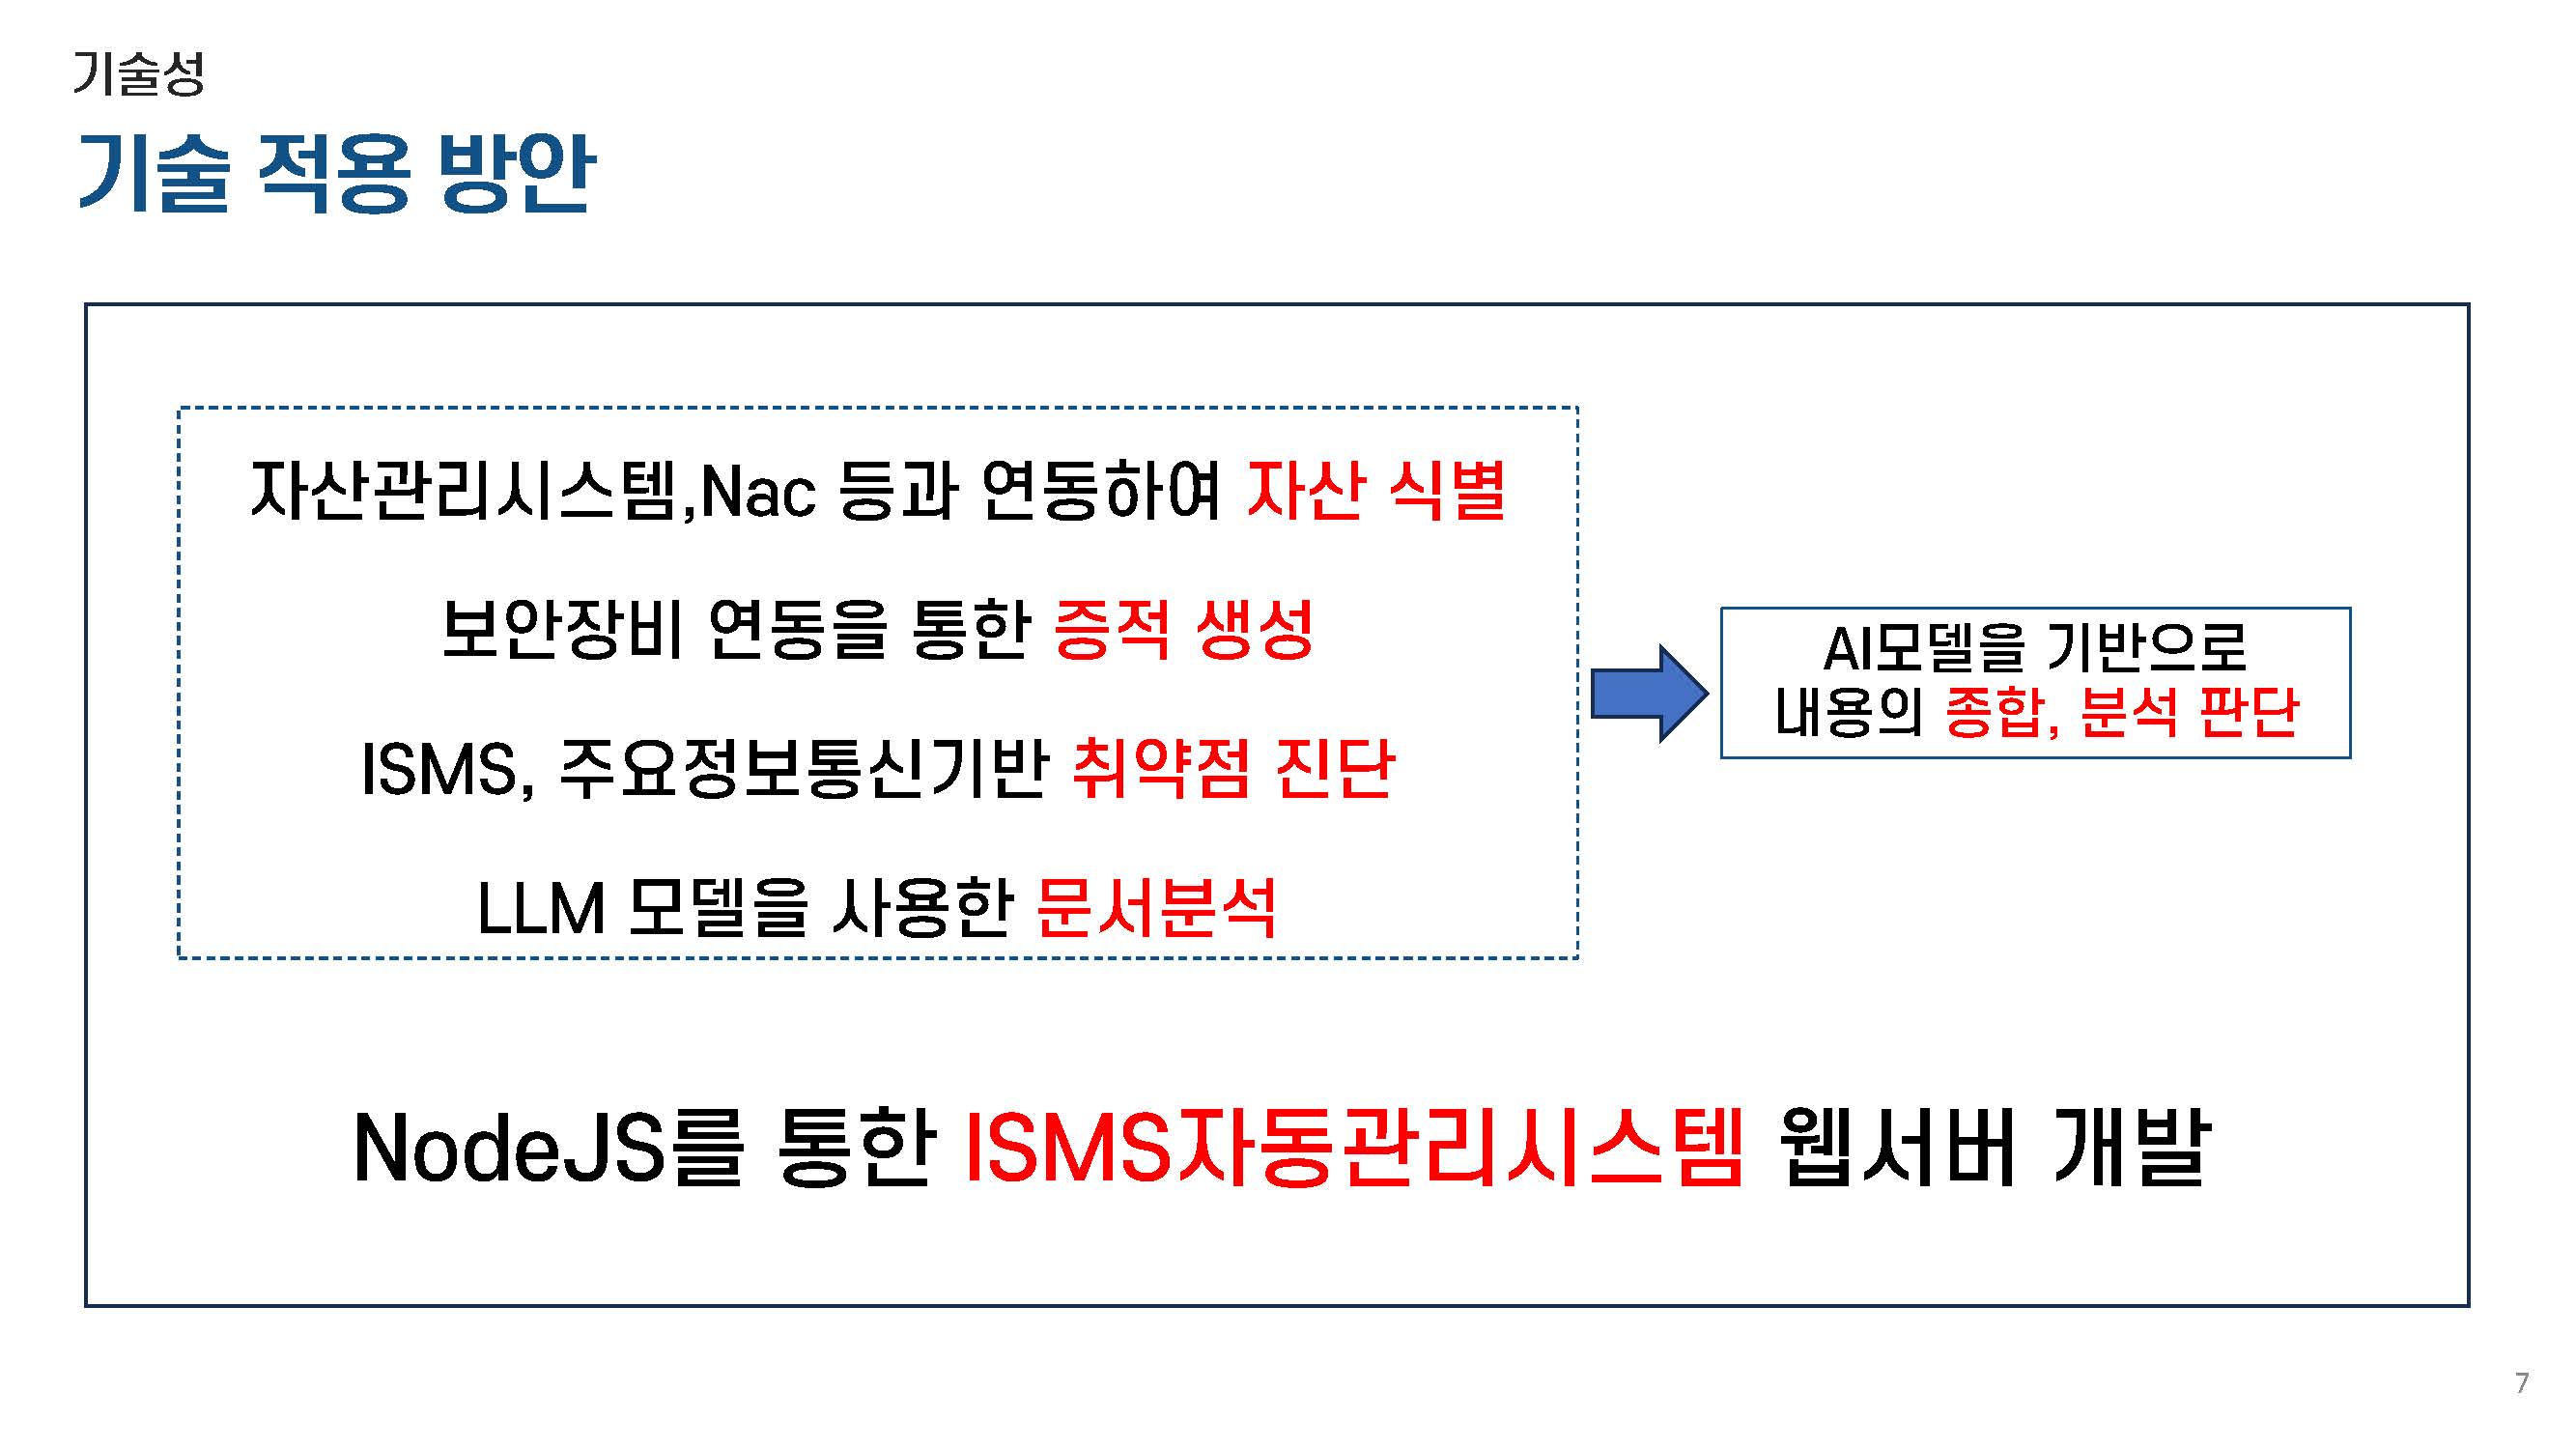 기술성
기술 적용 방안
자산관리시스템,Nac 등과 연동하여 자산 식별
보안장비 연동을 통한 증적 생성
ISMS, 주요정보통신기반 취약점 진단
LLM 모델을 사용한 문서분석
AI모델을 기반으로
내용의 종합, 분석 판단
NodeJS를 통한 ISMS자동관리시스템 웹서버 개발
7